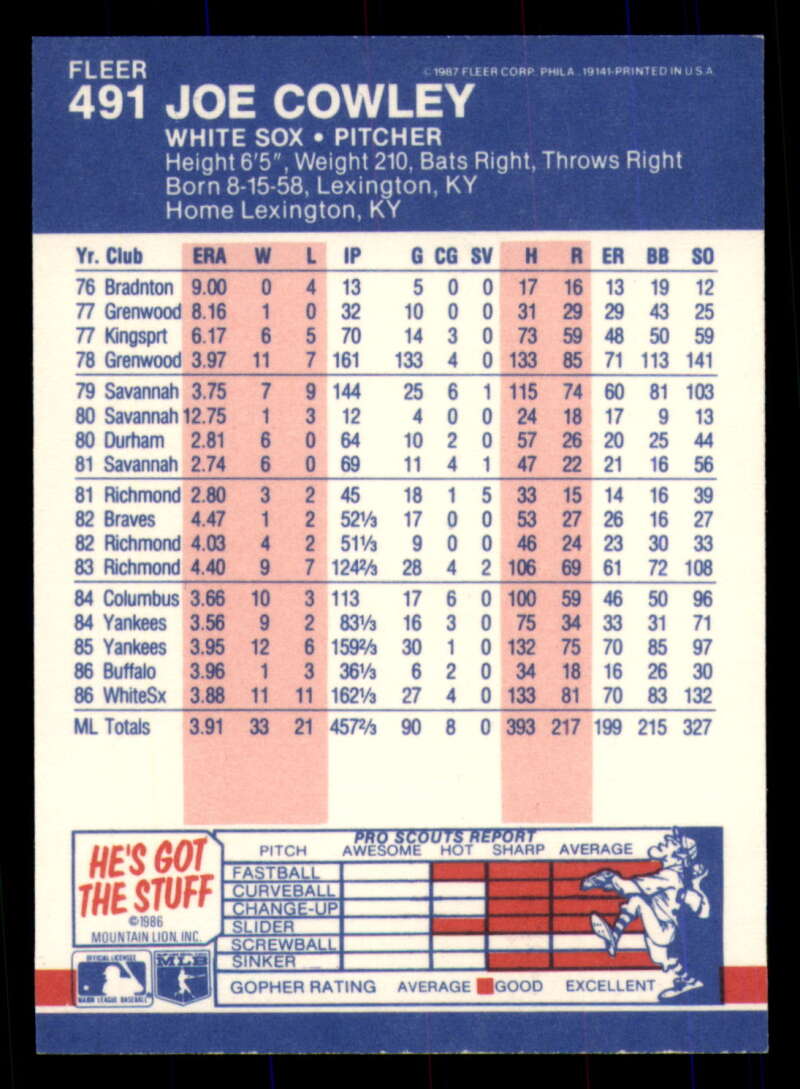 FLEER
©1987 FLEER CORP. PHILA. 19141-PRINTED IN U.S.A.
491 JOE COWLEY
WHITE SOX • PITCHER
Height 6'5", Weight 210, Bats Right, Throws Right
Born 8-15-58, Lexington, KY
Home Lexington, KY
Yr. Club ERA W L IP G CG SV H R ER BB SO
76 Bradnton 9.00 0 4 13 5 0 0 17 16 13 19 12
77 Grenwood 8.16 1 0 32 10 0 0 31 29 29 43 25
77 Kingsprt 6.17 6 5 70 14 3 0 73 59 48 50 59
78 Grenwood 3.97 11 7 161 133 4 0 133 85 71 113 141
79 Savannah 3.75 7 9 144 25 6 1 115 74 60 81 103
80 Savannah 12.75 1 3 12 4 0 0 24 18 17 9 13
80 Durham 2.81 6 0 64 10 2 0 57 26 20 25 44
81 Savannah 2.74 6 0 69 11 4 1 47 22 21 16 56
81 Richmond 2.80 3 2 45 18 1 5 33 15 14 16 39
82 Braves 4.47 1 2 52⅓ 17 0 0 53 27 26 16 27
82 Richmond 4.03 4 2 51⅓ 9 0 0 46 24 23 30 33
83 Richmond 4.40 9 7 124⅔ 28 4 2 106 69 61 72 108
84 Columbus 3.66 10 3 113 17 6 0 100 59 46 50 96
84 Yankees 3.56 9 2 83⅓ 16 3 0 75 34 33 31 71
85 Yankees 3.95 12 6 159⅔ 30 1 0 132 75 70 85 97
86 Buffalo 3.96 1 3 36⅓ 6 2 0 34 18 16 26 30
86 WhiteSx 3.88 11 11 162⅓ 27 4 0 133 81 70 83 132
ML Totals 3.91 33 21 457⅔ 90 8 0 393 217 199 215 327
HE'S GOT
THE STUFF
©1986
MOUNTAIN LION, INC.
OFFICIAL LICENSEE
MAJOR LEAGUE BASEBALL
MLB
PRO SCOUTS REPORT
PITCH AWESOME HOT SHARP AVERAGE
FASTBALL
CURVEBALL
CHANGE-UP
SLIDER
SCREWBALL
SINKER
GOPHER RATING AVERAGE GOOD EXCELLENT